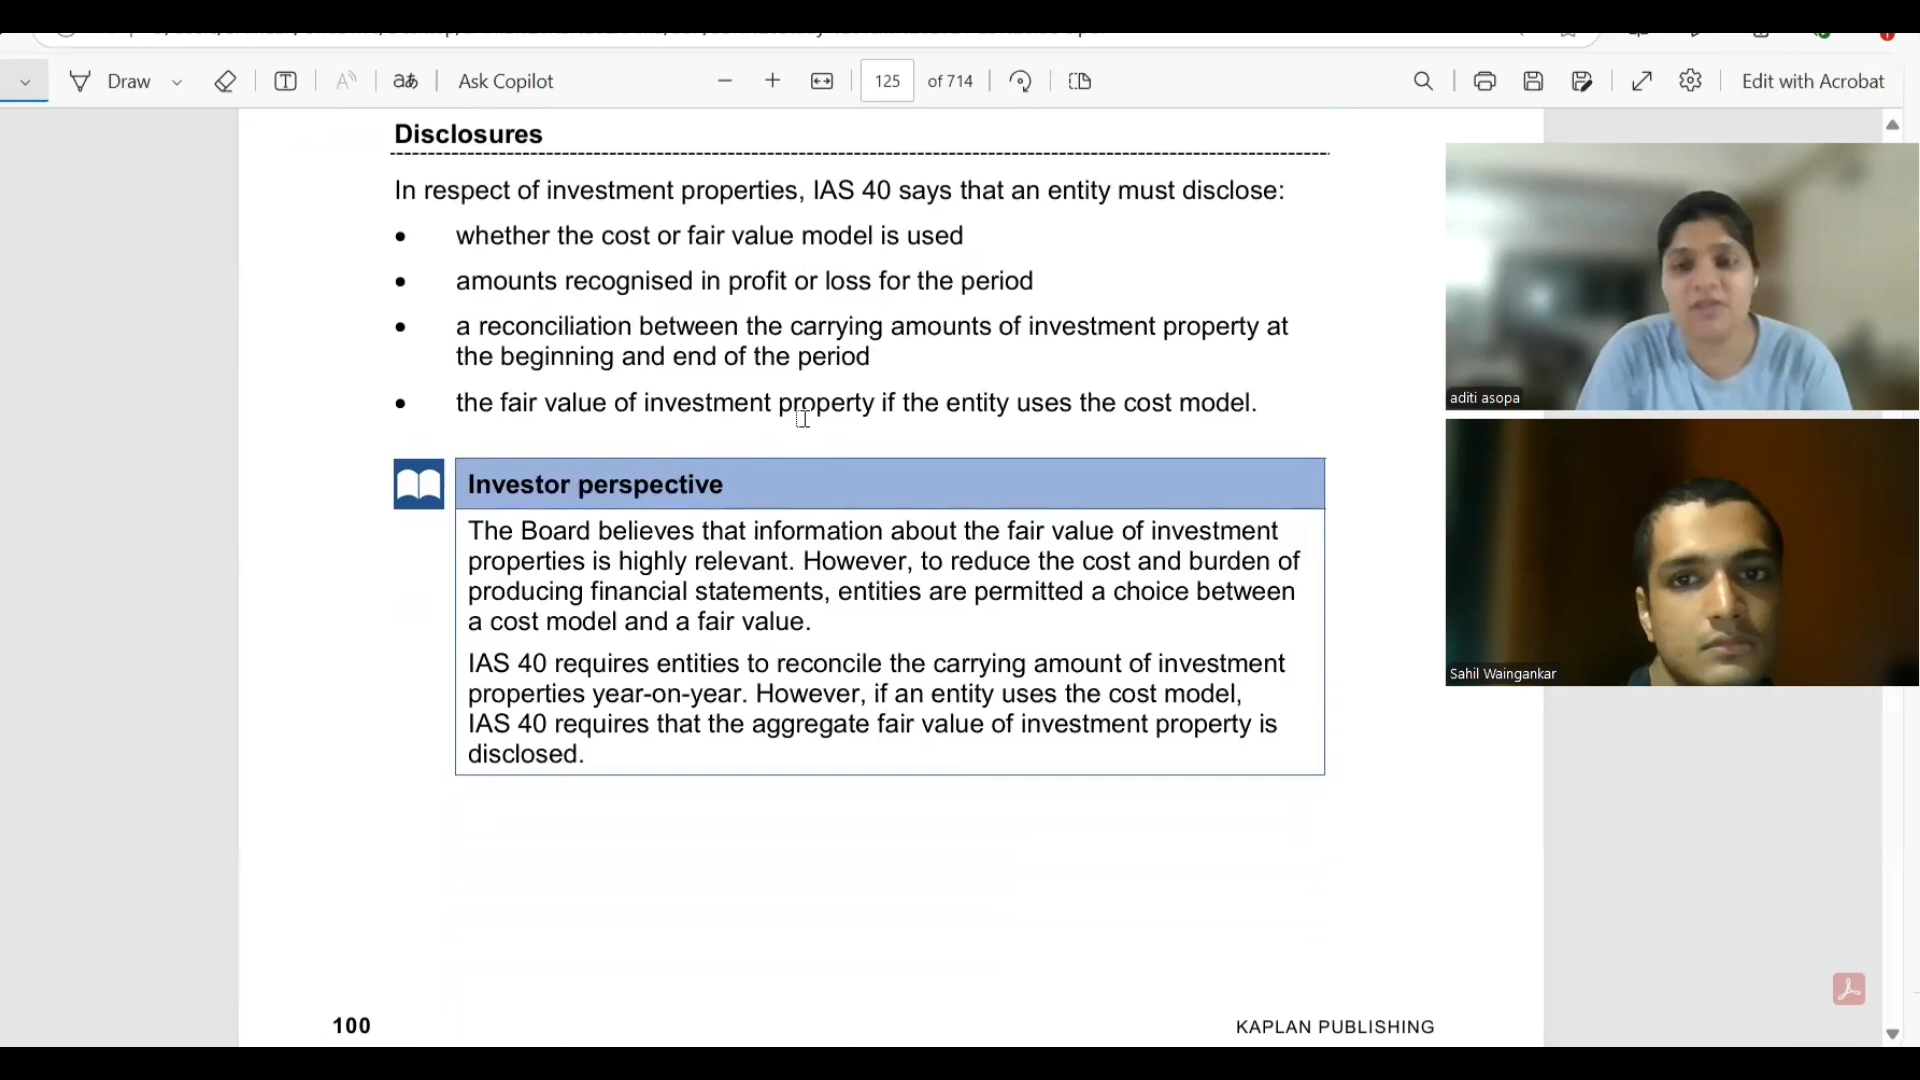 Draw
aあ
Ask Copilot
125 of 714
Edit with Acrobat
Disclosures
In respect of investment properties, IAS 40 says that an entity must disclose:
• whether the cost or fair value model is used
• amounts recognised in profit or loss for the period
• a reconciliation between the carrying amounts of investment property at
the beginning and end of the period
• the fair value of investment property if the entity uses the cost model.
Investor perspective
The Board believes that information about the fair value of investment
properties is highly relevant. However, to reduce the cost and burden of
producing financial statements, entities are permitted a choice between
a cost model and a fair value.
IAS 40 requires entities to reconcile the carrying amount of investment
properties year-on-year. However, if an entity uses the cost model,
IAS 40 requires that the aggregate fair value of investment property is
disclosed.
100
KAPLAN PUBLISHING
aditi asopa
Sahil Waingankar